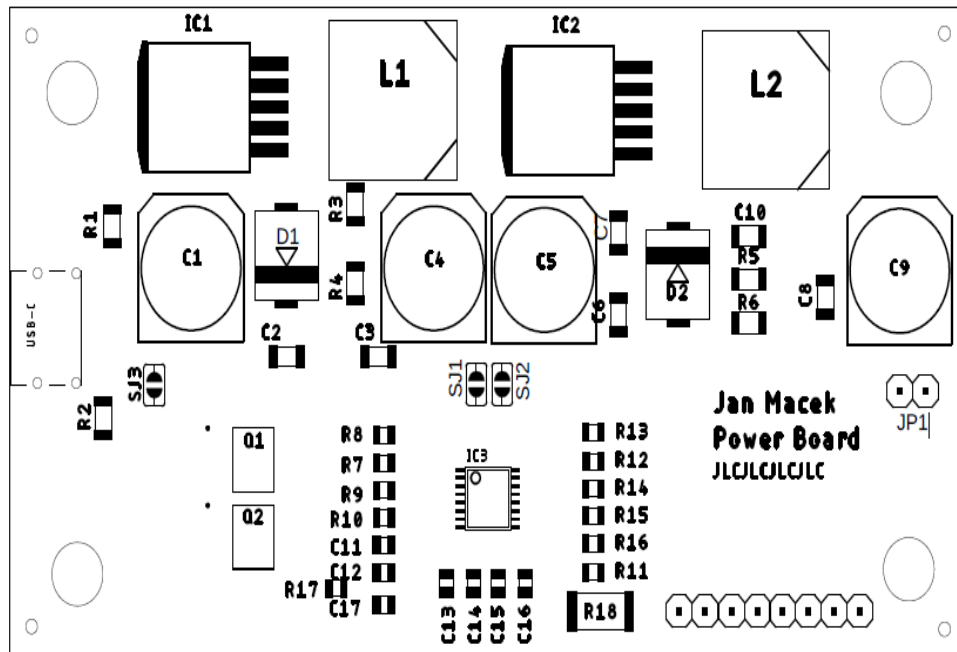 IC1
IC2
L1
L2
R1
C1
D1
R3
R4
C4
C5
C7
C6
D2
C10
R5
R6
C8
C9
USB-C
C2
C3
SJ3
SJ1
SJ2
R2
Jan Macek
Power Board
JLCJLCJLCJLC
JP1
Q1
Q2
R8
R7
R9
R10
C11
C12
R17
C17
IC3
C13
C14
C15
C16
R13
R12
R14
R15
R16
R11
R18